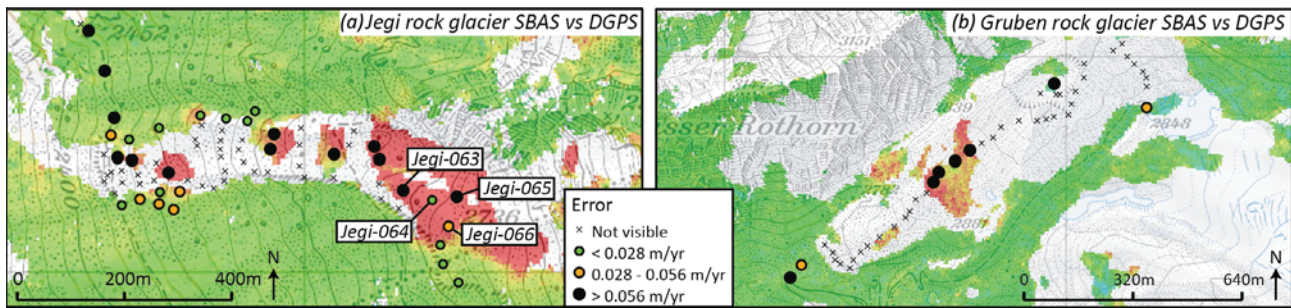 (a) Jegi rock glacier SBAS vs DGPS
2452
2400
Jegi-063
Jegi-065
Jegi-064
2736
Jegi-066
0
200m
400m
N
Error
Not visible
< 0.028 m/yr
0.028 - 0.056 m/yr
> 0.056 m/yr
(b) Gruben rock glacier SBAS vs DGPS
3151
sser Rothorn
2848
288
0
320m
640m
N